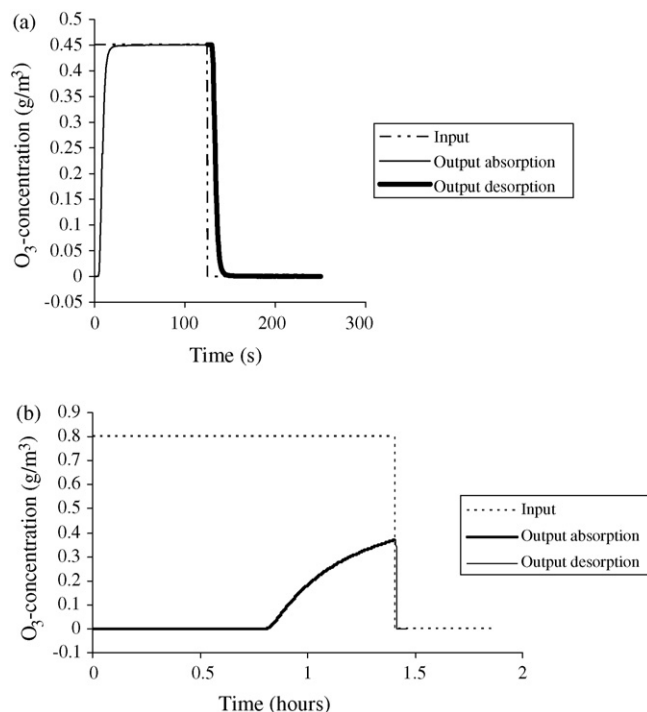 (a)
0.5
0.45
0.4
0.35
0.3
0.25
0.2
0.15
0.1
0.05
0
-0.05
O₃-concentration (g/m³)
0 100 200 300
Time (s)
Input
Output absorption
Output desorption
(b)
0.9
0.8
0.7
0.6
0.5
0.4
0.3
0.2
0.1
0
-0.1
O₃-concentration (g/m³)
0 0.5 1 1.5 2
Time (hours)
Input
Output absorption
Output desorption